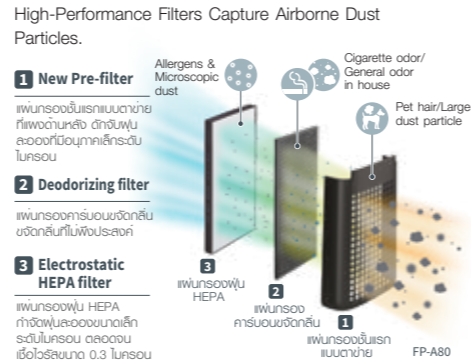 High-Performance Filters Capture Airborne Dust
Particles.
1 New Pre-filter
แผ่นกรองชั้นแรกแบบตาข่าย
ที่แผงด้านหลัง ดักจับฝุ่น
ละอองที่มีอนุภาคเล็กระดับ
ไมครอน
2 Deodorizing filter
แผ่นกรองคาร์บอนขจัดกลิ่น
ขจัดกลิ่นที่ไม่พึงประสงค์
3 Electrostatic
HEPA filter
แผ่นกรองฝุ่น HEPA
กำจัดฝุ่นละอองขนาดเล็ก
ระดับไมครอน ตลอดจน
เชื้อไวรัสขนาด 0.3 ไมครอน
Allergens &
Microscopic
dust
Cigarette odor/
General odor
in house
Pet hair/Large
dust particle
3
แผ่นกรองฝุ่น
HEPA
2
แผ่นกรอง
คาร์บอนขจัดกลิ่น
1
แผ่นกรองชั้นแรก
แบบตาข่าย
FP-A80